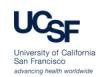 UCSF
University of California
San Francisco
advancing health worldwide